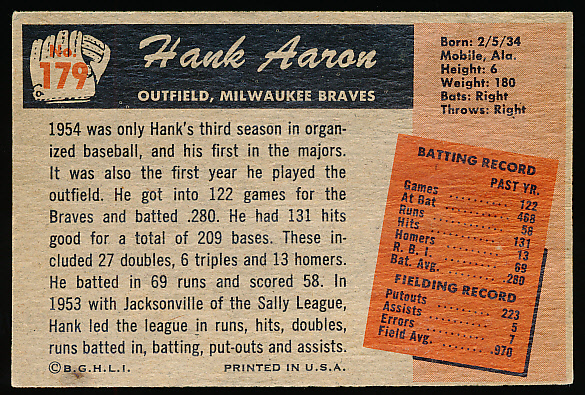 No. 179
Hank Aaron
OUTFIELD, MILWAUKEE BRAVES
Born: 2/5/34
Mobile, Ala.
Height: 6
Weight: 180
Bats: Right
Throws: Right
1954 was only Hank's third season in organ-
ized baseball, and his first in the majors.
It was also the first year he played the
outfield. He got into 122 games for the
Braves and batted .280. He had 131 hits
good for a total of 209 bases. These in-
cluded 27 doubles, 6 triples and 13 homers.
He batted in 69 runs and scored 58. In
1953 with Jacksonville of the Sally League,
Hank led the league in runs, hits, doubles,
runs batted in, batting, put-outs and assists.
©B.G.H.L.I. PRINTED IN U.S.A.
BATTING RECORD
PAST YR.
Games ........ 122
At Bat ........ 468
Runs ........ 58
Hits ........ 131
Homers ........ 13
R. B. I. ........ 69
Bat. Avg. ........ .280
FIELDING RECORD
Putouts ........ 223
Assists ........ 5
Errors ........ 7
Field Avg. ........ .970